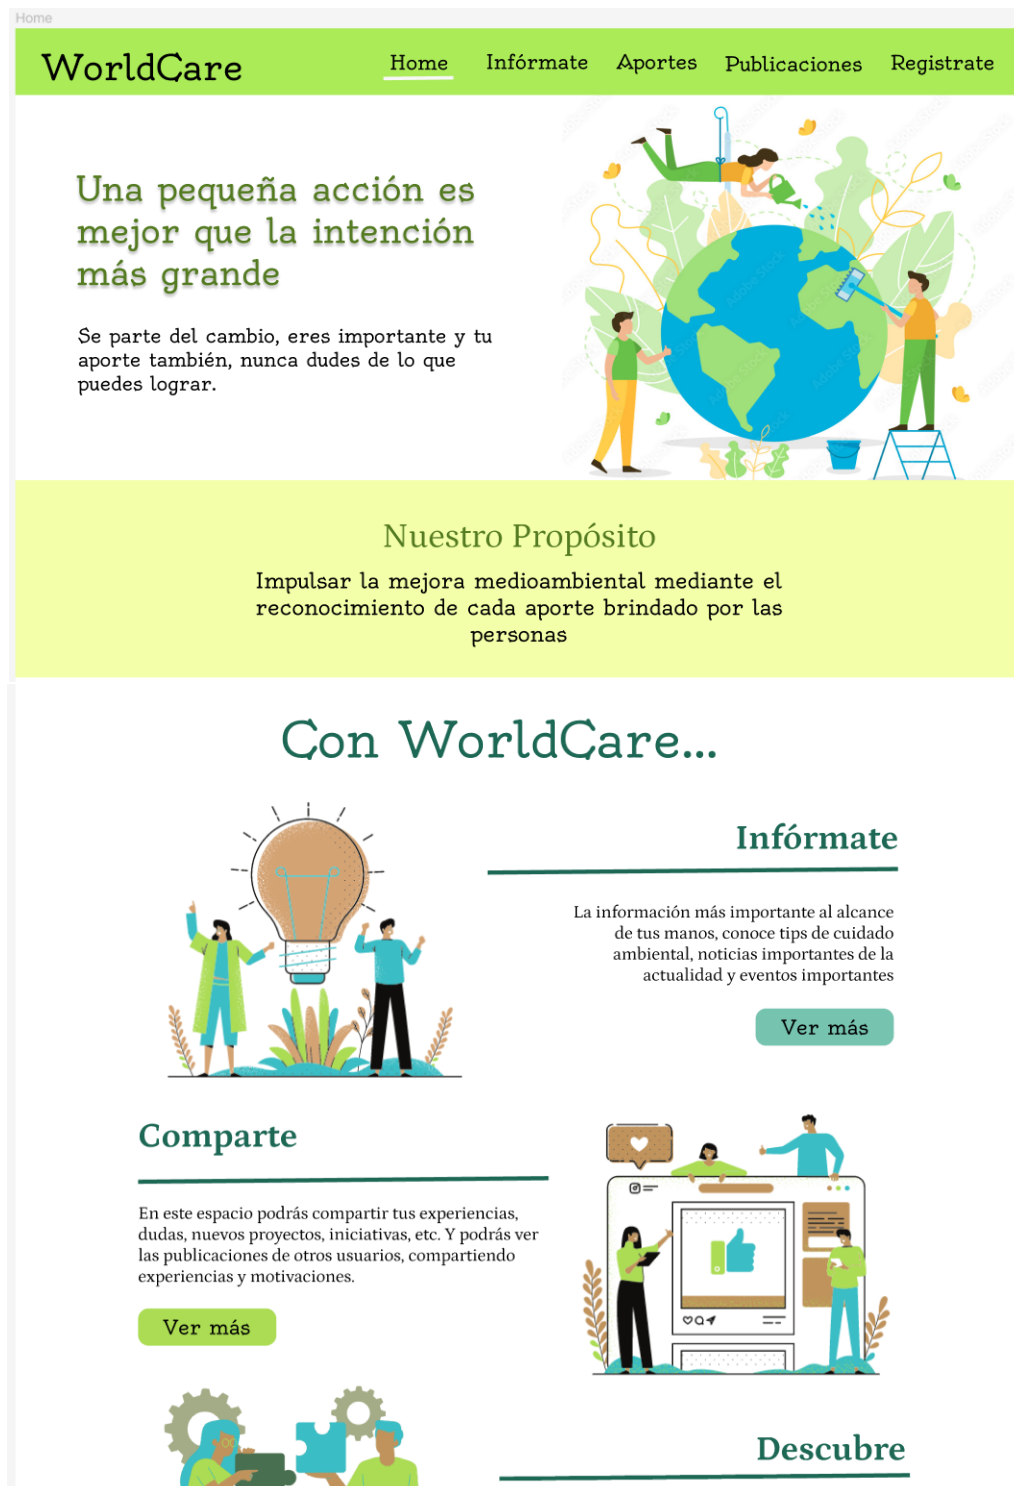 Home
WorldCare
Home Infórmate Aportes Publicaciones Registrate
Una pequeña acción es
mejor que la intención
más grande
Se parte del cambio, eres importante y tu
aporte también, nunca dudes de lo que
puedes lograr.
Nuestro Propósito
Impulsar la mejora medioambiental mediante el
reconocimiento de cada aporte brindado por las
personas
Con WorldCare...
Infórmate
La información más importante al alcance
de tus manos, conoce tips de cuidado
ambiental, noticias importantes de la
actualidad y eventos importantes
Ver más
Comparte
En este espacio podrás compartir tus experiencias,
dudas, nuevos proyectos, iniciativas, etc. Y podrás ver
las publicaciones de otros usuarios, compartiendo
experiencias y motivaciones.
Ver más
Descubre